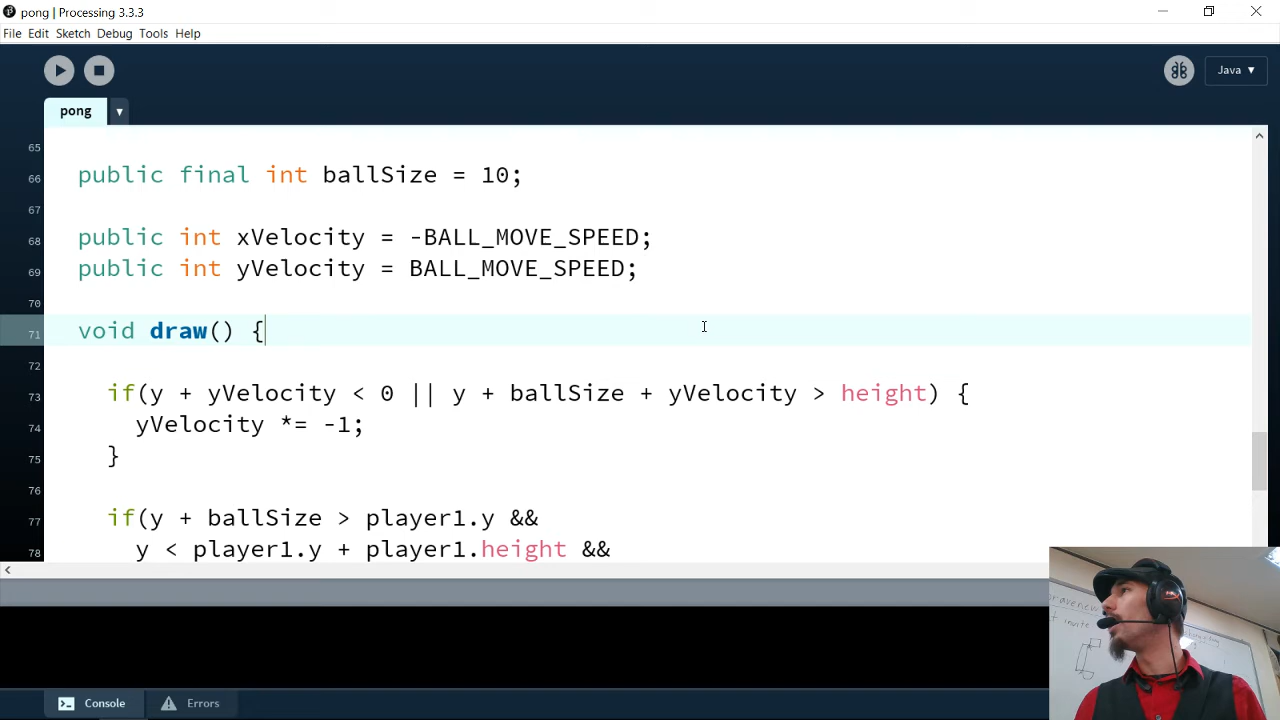 pong | Processing 3.3.3
File Edit Sketch Debug Tools Help
Java ▾
pong ▾
65
66 public final int ballSize = 10;
67
68 public int xVelocity = -BALL_MOVE_SPEED;
69 public int yVelocity = BALL_MOVE_SPEED;
70
71 void draw() {
72
73 if(y + yVelocity < 0 || y + ballSize + yVelocity > height) {
74 yVelocity *= -1;
75 }
76
77 if(y + ballSize > player1.y &&
78 y < player1.y + player1.height &&
invite
Console Errors